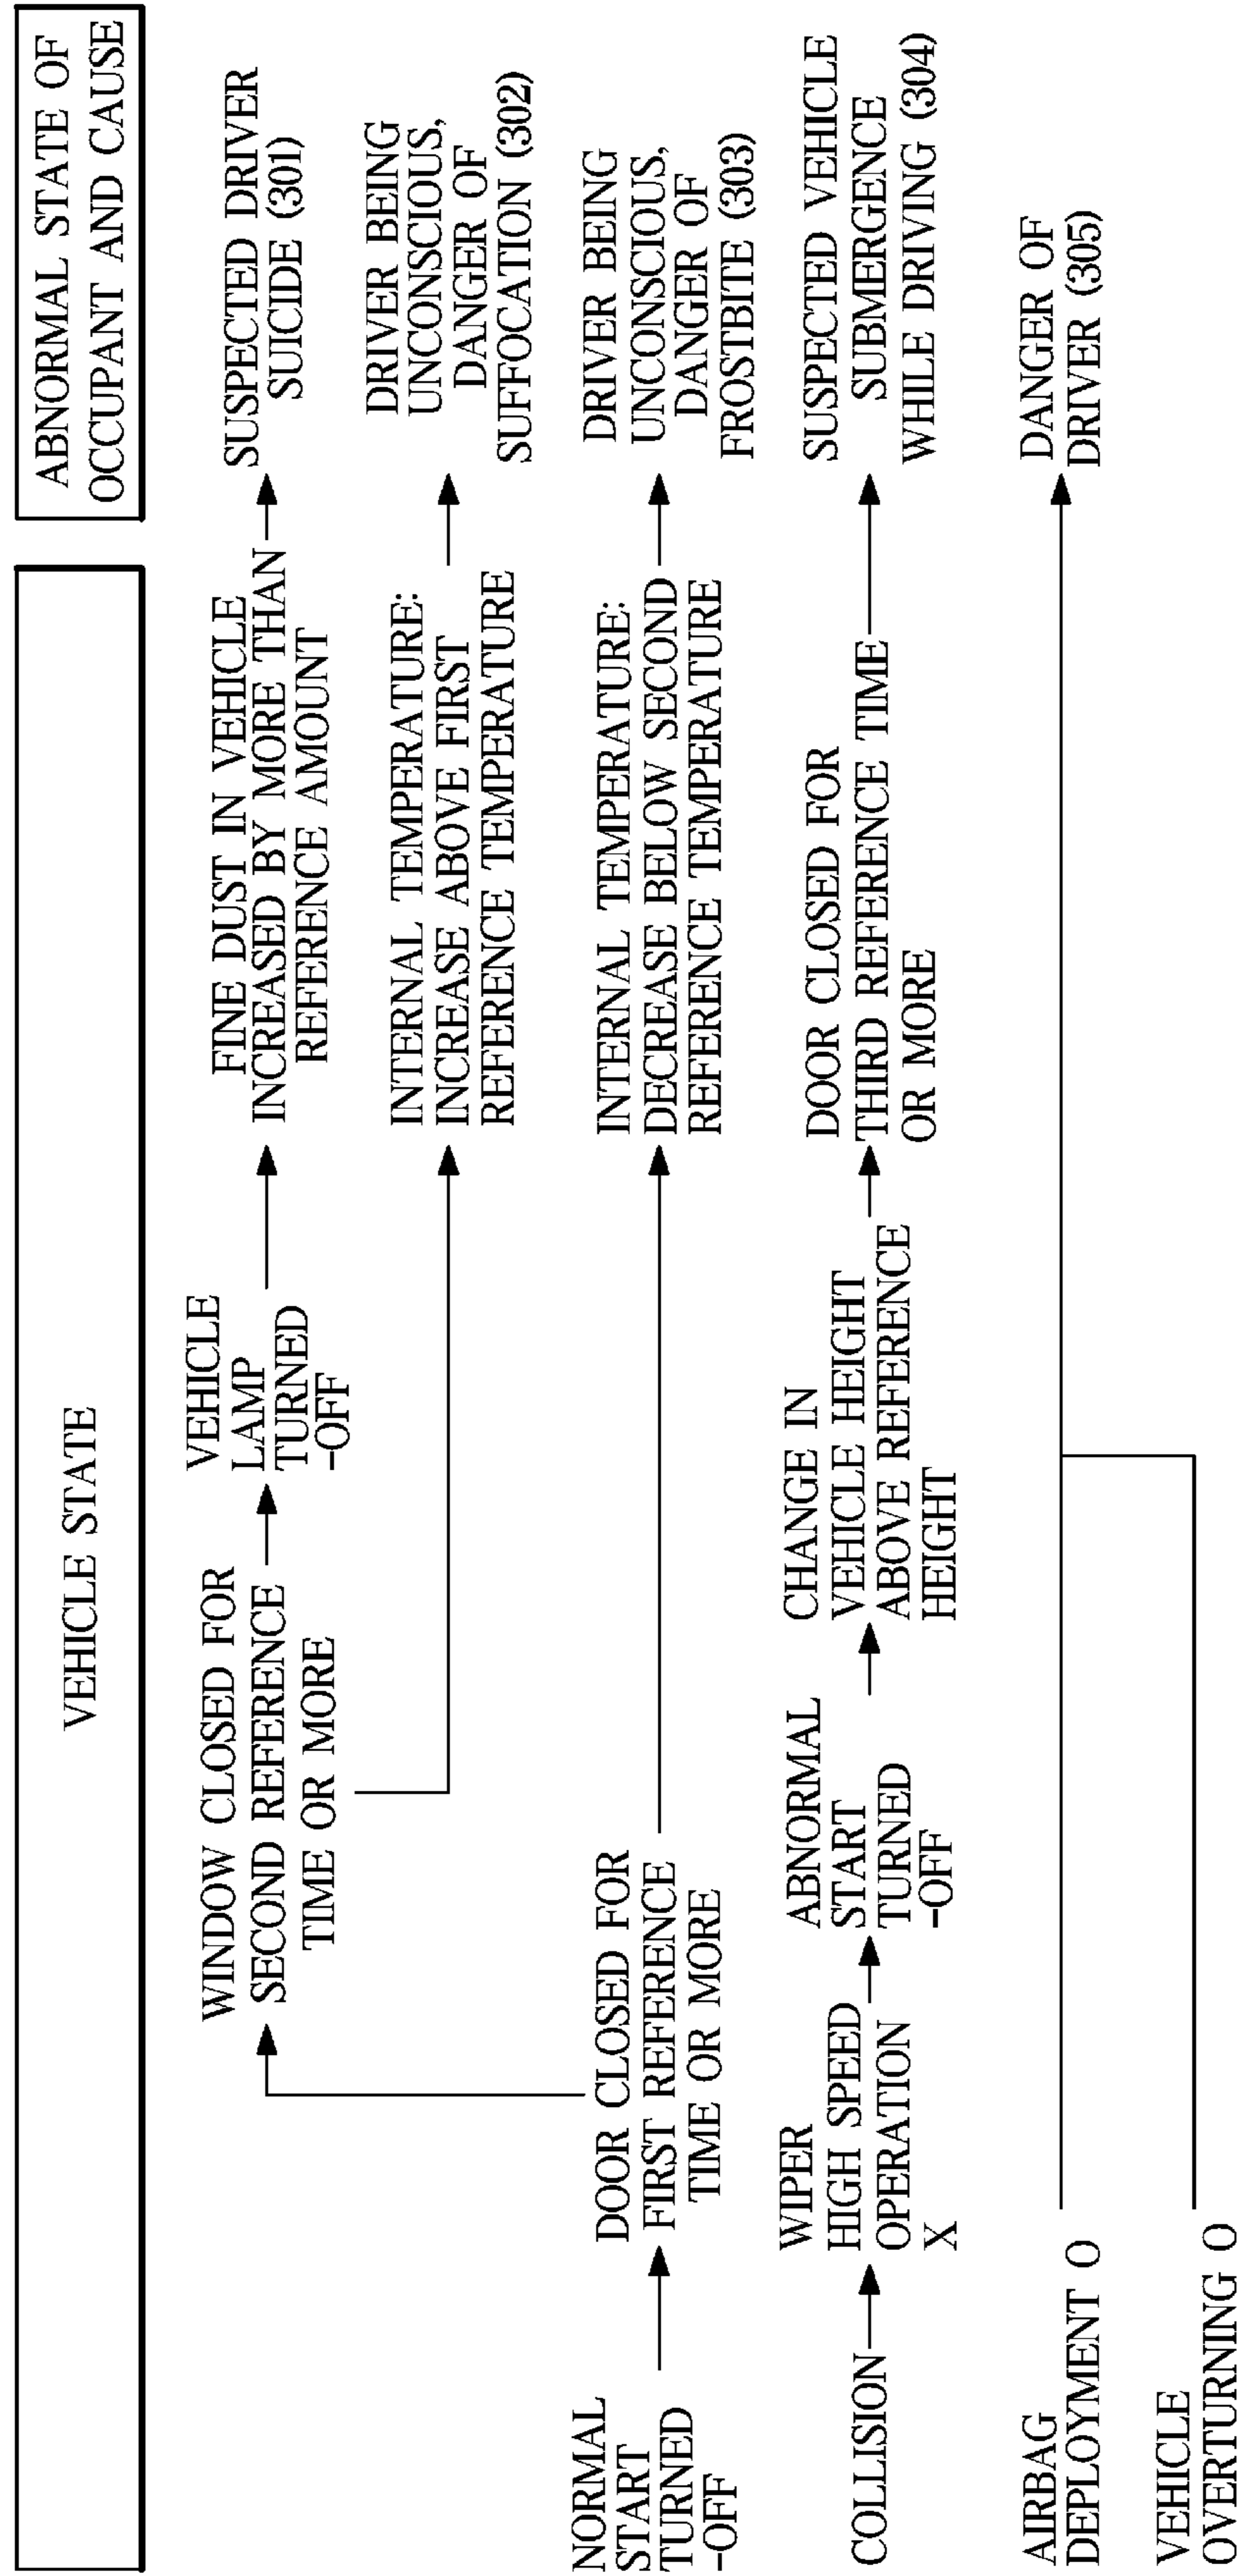 VEHICLE STATE
ABNORMAL STATE OF
OCCUPANT AND CAUSE
WINDOW CLOSED FOR
SECOND REFERENCE
TIME OR MORE
VEHICLE
LAMP
TURNED
-OFF
FINE DUST IN VEHICLE
INCREASED BY MORE THAN
REFERENCE AMOUNT
SUSPECTED DRIVER
SUICIDE (301)
INTERNAL TEMPERATURE:
INCREASE ABOVE FIRST
REFERENCE TEMPERATURE
DRIVER BEING
UNCONSCIOUS,
DANGER OF
SUFFOCATION (302)
NORMAL
START
TURNED
-OFF
DOOR CLOSED FOR
FIRST REFERENCE
TIME OR MORE
INTERNAL TEMPERATURE:
DECREASE BELOW SECOND
REFERENCE TEMPERATURE
DRIVER BEING
UNCONSCIOUS,
DANGER OF
FROSTBITE (303)
COLLISION
WIPER
HIGH SPEED
OPERATION
X
ABNORMAL
START
TURNED
-OFF
CHANGE IN
VEHICLE HEIGHT
ABOVE REFERENCE
HEIGHT
DOOR CLOSED FOR
THIRD REFERENCE TIME
OR MORE
SUSPECTED VEHICLE
SUBMERGENCE
WHILE DRIVING (304)
AIRBAG
DEPLOYMENT O
DANGER OF
DRIVER (305)
VEHICLE
OVERTURNING O